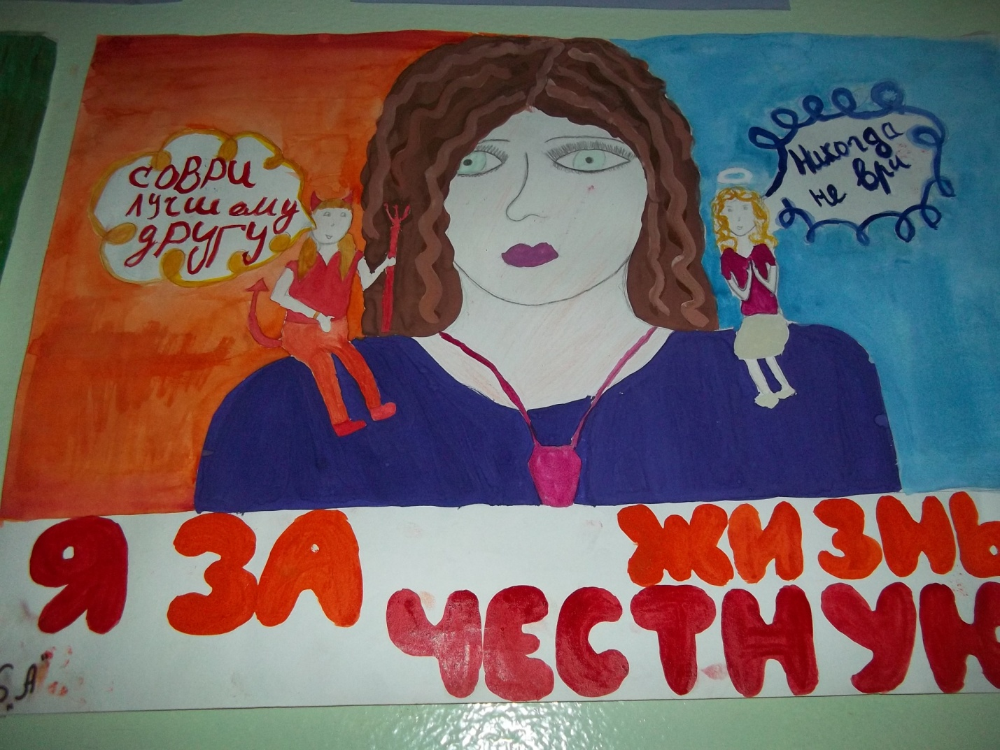 СОВРИ
ЛУЧШЕМУ
ДРУГУ
Никогда
не ври
Я ЗА ЖИЗНЬ
ЧЕСТНУЮ
Б.А"